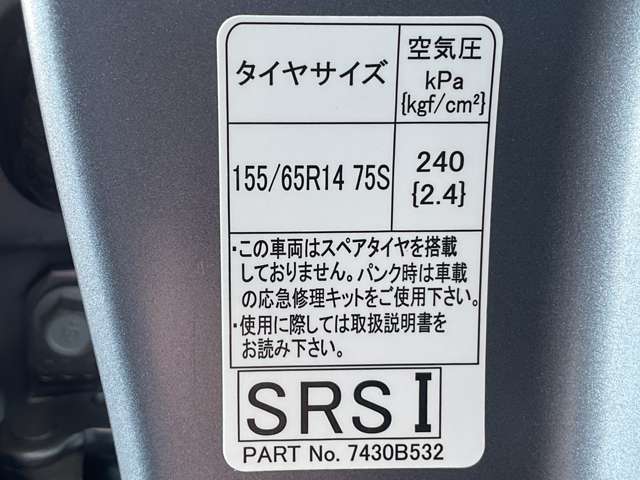 タイヤサイズ
空気圧
kPa
{kgf/cm²}
155/65R14 75S
240
{2.4}
・この車両はスペアタイヤを搭載
しておりません。パンク時は車載
の応急修理キットをご使用下さい。
・使用に際しては取扱説明書を
お読み下さい。
SRS I
PART No. 7430B532